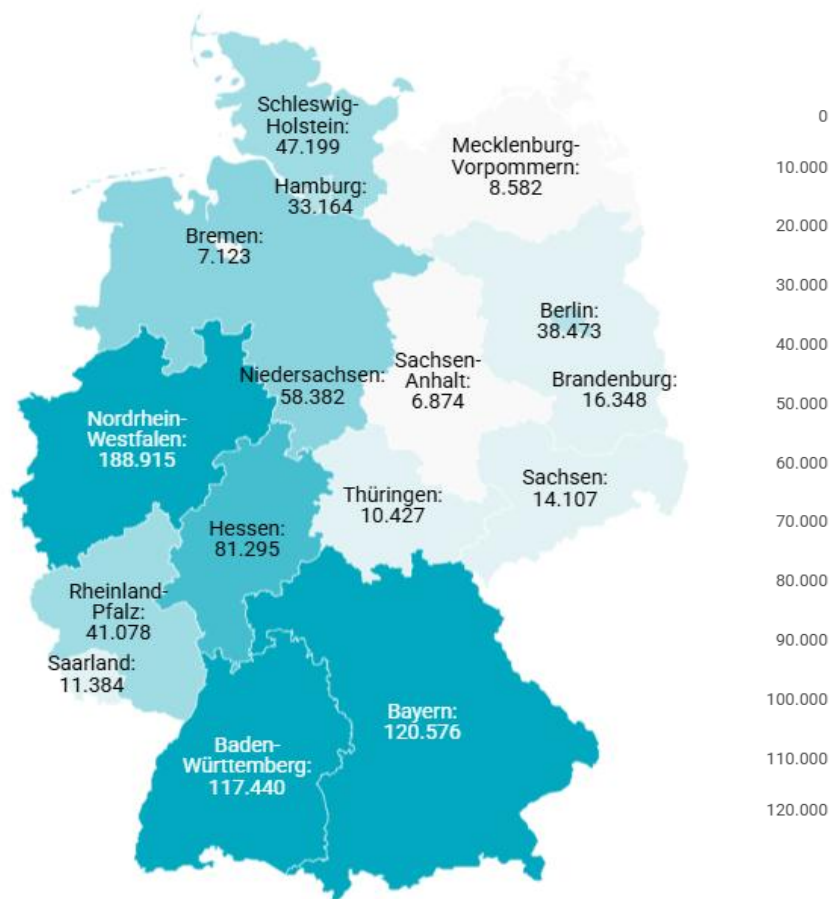 Schleswig-
Holstein:
47.199
Mecklenburg-
Vorpommern:
8.582
Hamburg:
33.164
Bremen:
7.123
Berlin:
38.473
Niedersachsen:
58.382
Sachsen-
Anhalt:
6.874
Brandenburg:
16.348
Nordrhein-
Westfalen:
188.915
Thüringen:
10.427
Sachsen:
14.107
Hessen:
81.295
Rheinland-
Pfalz:
41.078
Saarland:
11.384
Bayern:
120.576
Baden-
Württemberg:
117.440
0
10.000
20.000
30.000
40.000
50.000
60.000
70.000
80.000
90.000
100.000
110.000
120.000